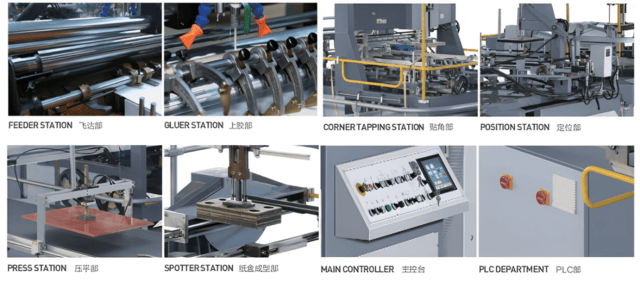 FEEDER STATION 飞达部
GLUER STATION 上胶部
CORNER TAPPING STATION 贴角部
POSITION STATION 定位部
PRESS STATION 压平部
SPOTTER STATION 纸盒成型部
MAIN CONTROLLER 主控台
PLC DEPARTMENT PLC部